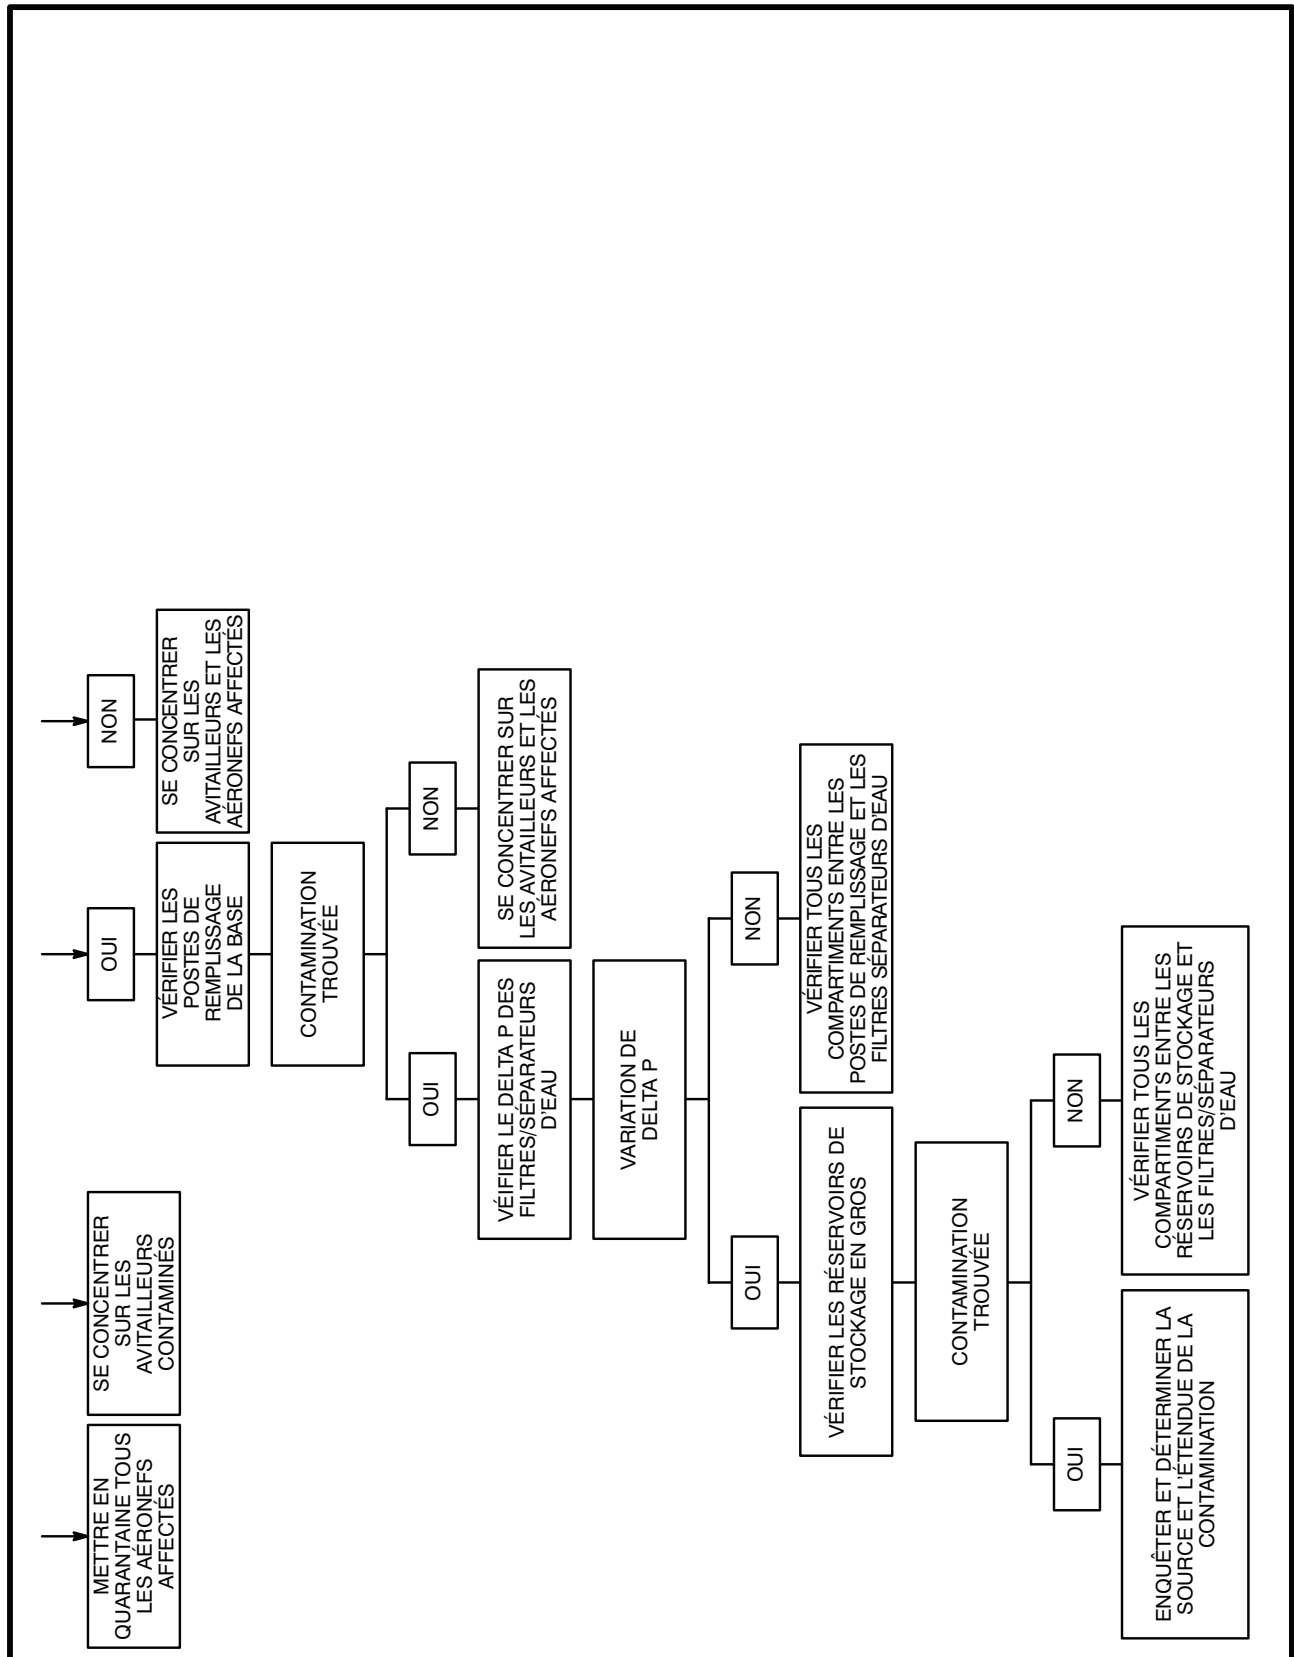 METTRE EN
QUARANTAINE TOUS
LES AÉRONEFS
AFFECTÉS
SE CONCENTRER
SUR LES
AVITAILLEURS
CONTAMINÉS
OUI
NON
VÉRIFIER LES
POSTES DE
REMPLISSAGE
DE LA BASE
SE CONCENTRER
SUR LES
AVITAILLEURS ET LES
AÉRONEFS AFFECTÉS
CONTAMINATION
TROUVÉE
OUI
NON
VÉIFIER LE DELTA P DES
FILTRES/SÉPARATEURS
D'EAU
SE CONCENTRER SUR
LES AVITAILLEURS ET LES
AÉRONEFS AFFECTÉS
VARIATION DE
DELTA P
OUI
NON
VÉRIFIER LES RÉSERVOIRS DE
STOCKAGE EN GROS
VÉRIFIER TOUS LES
COMPARTIMENTS ENTRE LES
POSTES DE REMPLISSAGE ET LES
FILTRES SÉPARATEURS D'EAU
CONTAMINATION
TROUVÉE
OUI
NON
ENQUÊTER ET DÉTERMINER LA
SOURCE ET L'ÉTENDUE DE LA
CONTAMINATION
VÉRIFIER TOUS LES
COMPARTIMENTS ENTRE LES
RÉSERVOIRS DE STOCKAGE ET
LES FILTRES/SÉPARATEURS
D'EAU